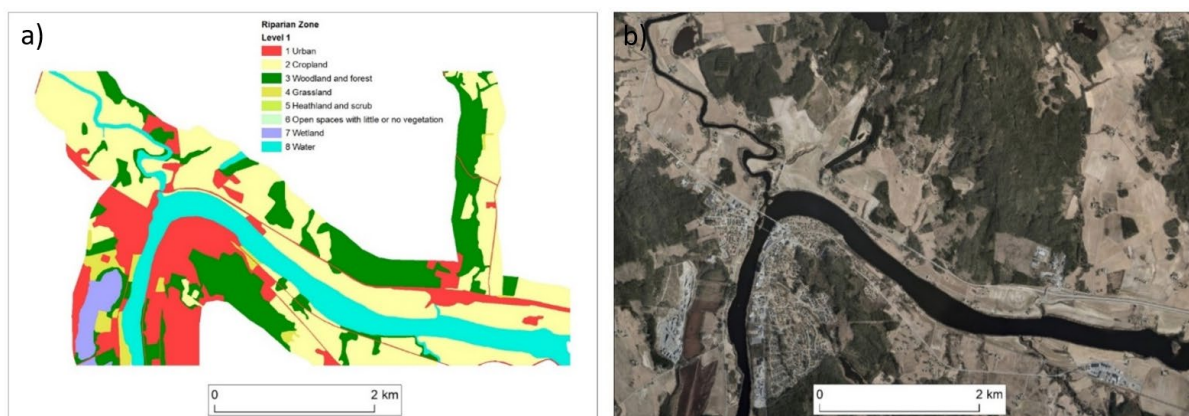 a)
Riparian Zone
Level 1
1 Urban
2 Cropland
3 Woodland and forest
4 Grassland
5 Heathland and scrub
6 Open spaces with little or no vegetation
7 Wetland
8 Water
0 2 km
b)
0 2 km